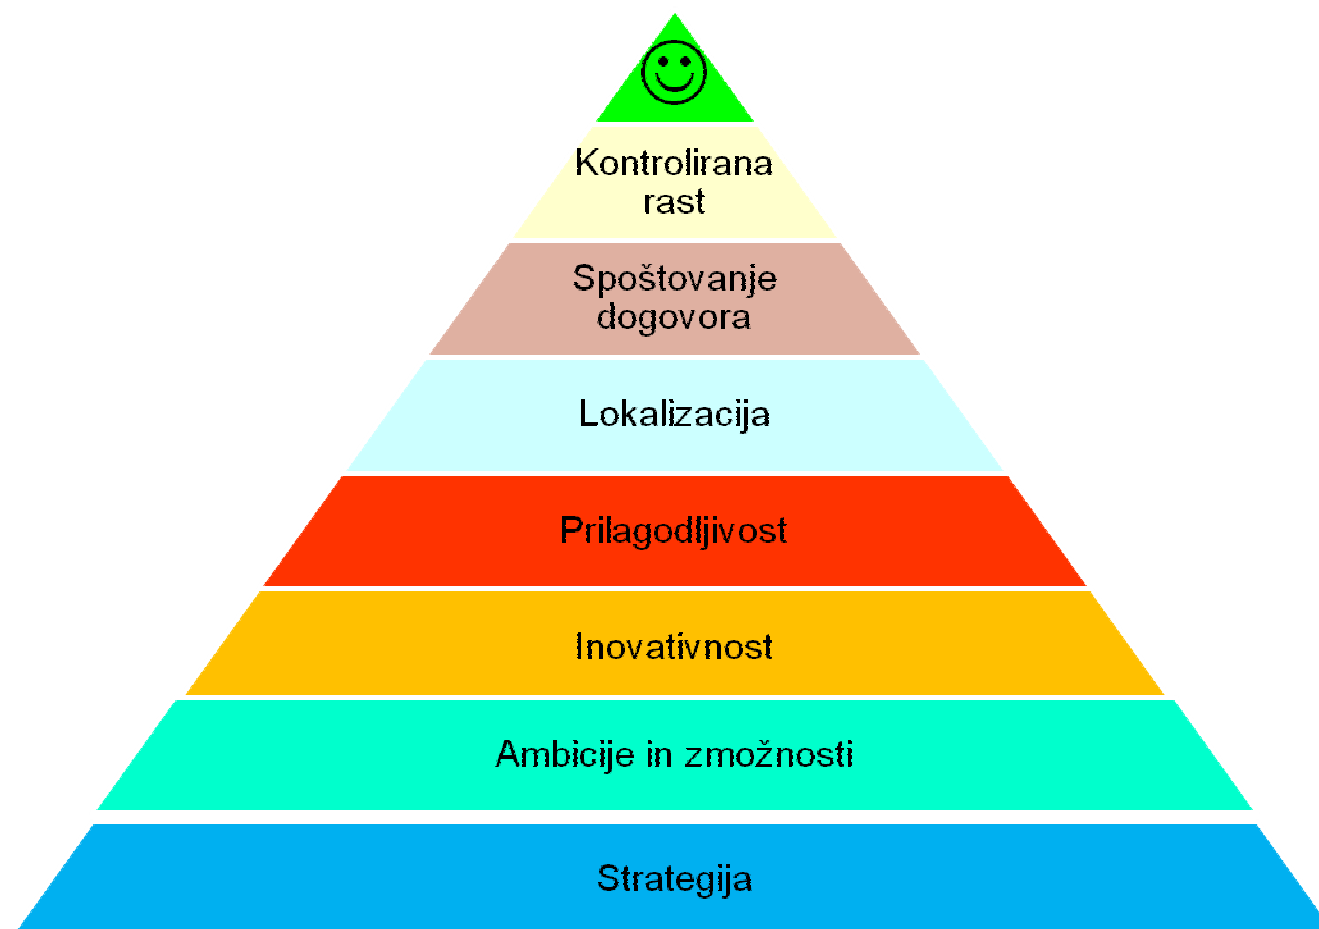 Kontrolirana
rast
Spoštovanje
dogovora
Lokalizacija
Prilagodljivost
Inovativnost
Ambicije in zmožnosti
Strategija